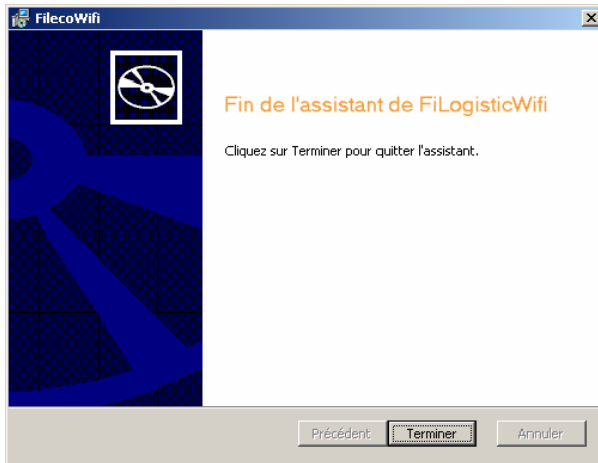 FilecoWifi
Fin de l'assistant de FiLogisticWifi
Cliquez sur Terminer pour quitter l'assistant.
Précédent Terminer Annuler